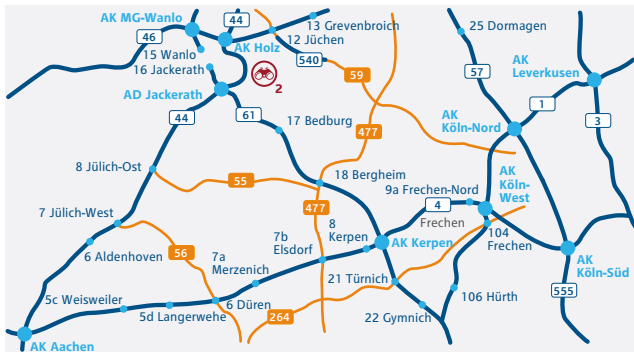 AK MG-Wanlo
44
13 Grevenbroich
25 Dormagen
46
AK Holz
12 Jüchen
15 Wanlo
540
AK
Leverkusen
16 Jackerath
2
59
57
AD Jackerath
1
44
61
AK
Köln-Nord
3
17 Bedburg
477
8 Jülich-Ost
55
18 Bergheim
9a Frechen-Nord
AK
Köln-
West
477
4
7 Jülich-West
8
Kerpen
Frechen
104
Frechen
56
7b
Elsdorf
AK Kerpen
6 Aldenhoven
7a
Merzenich
AK
Köln-Süd
21 Türnich
5c Weisweiler
6 Düren
106 Hürth
555
5d Langerwehe
264
22 Gymnich
AK Aachen